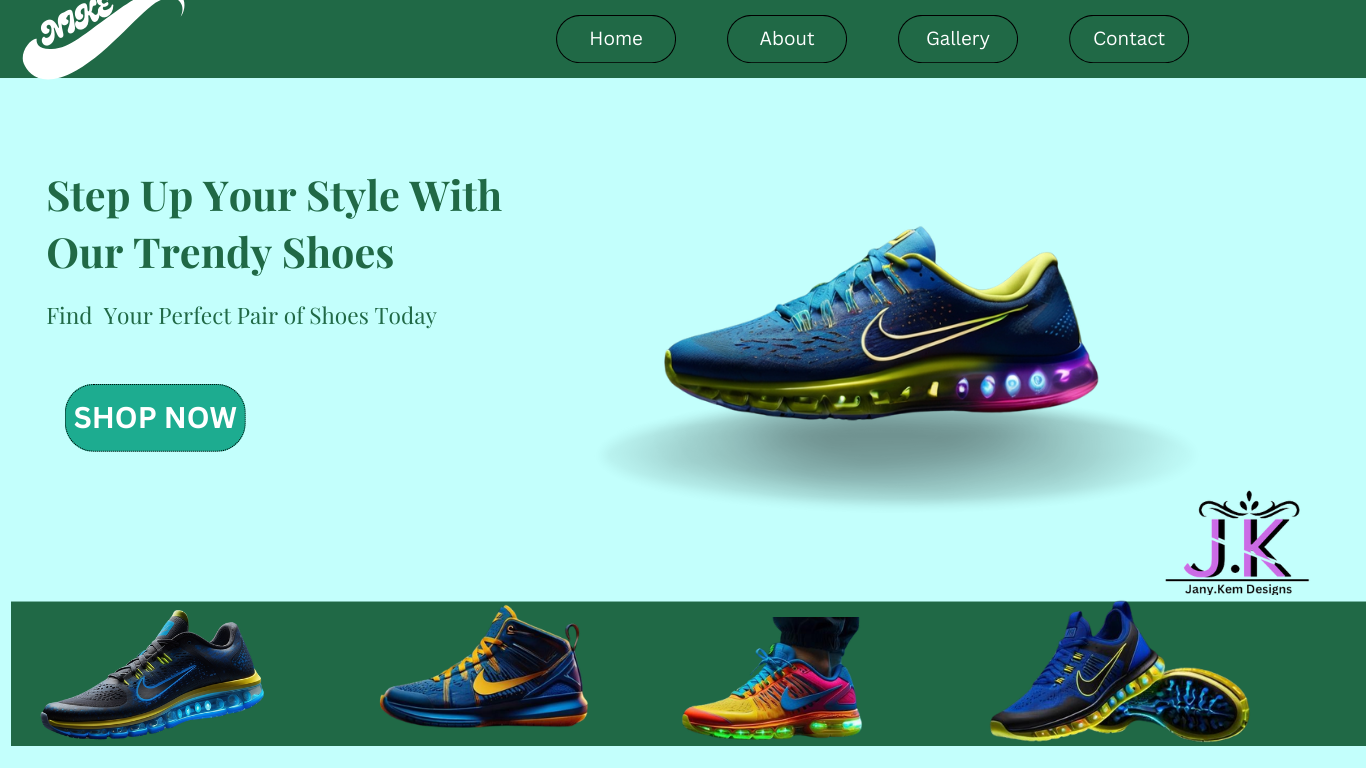 NIKE
Home
About
Gallery
Contact
Step Up Your Style With
Our Trendy Shoes
Find  Your Perfect Pair of Shoes Today
SHOP NOW
J.K
Jany.Kem Designs